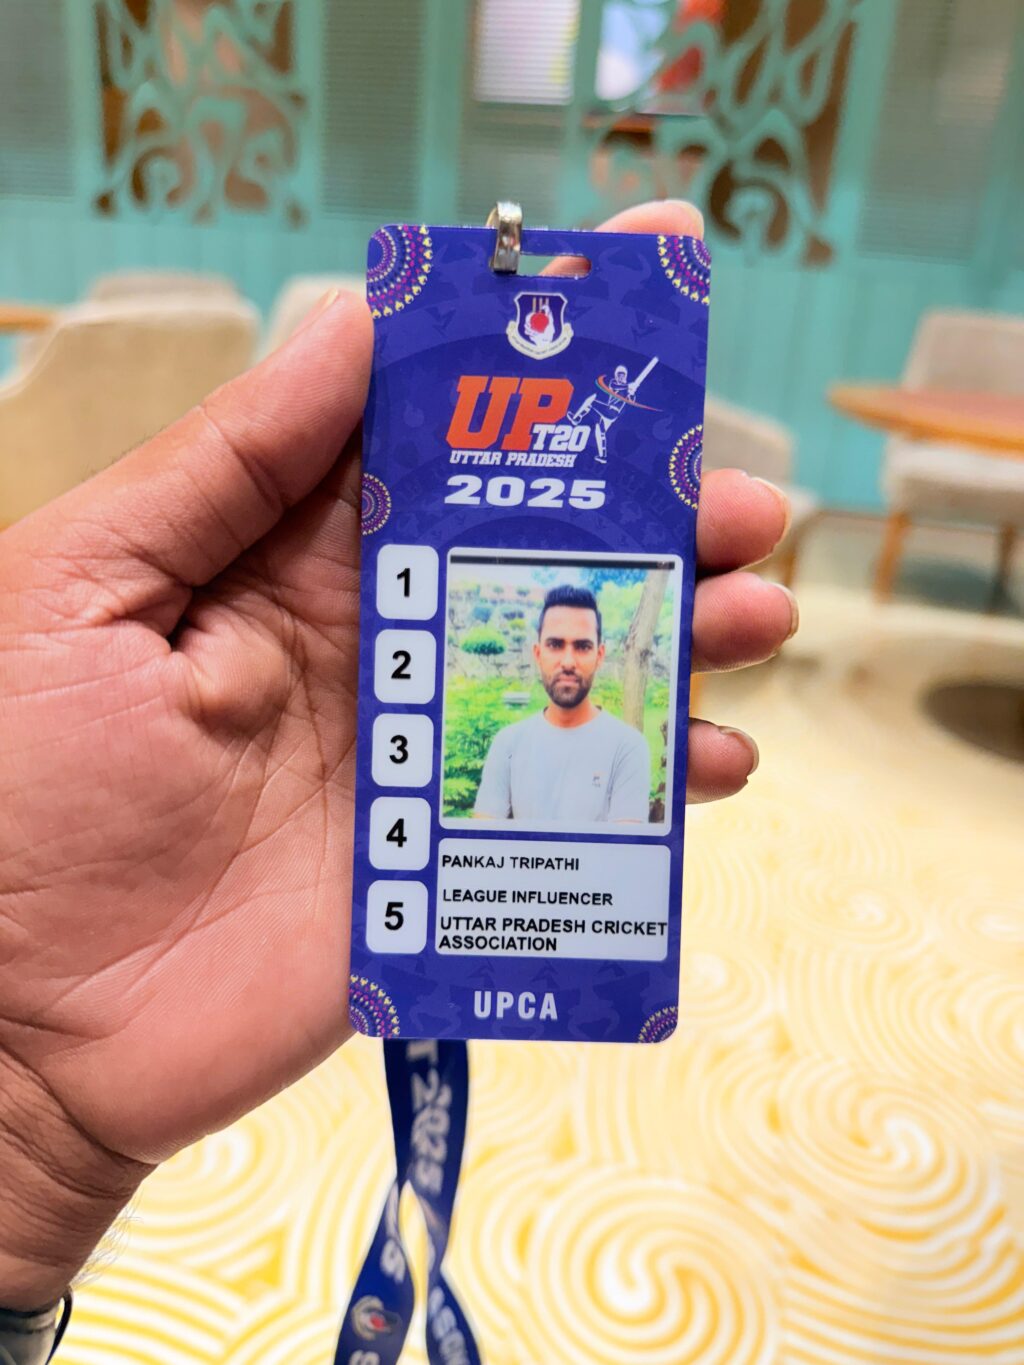 UP
T20
UTTAR PRADESH
2025
1
2
3
4
5
PANKAJ TRIPATHI
LEAGUE INFLUENCER
UTTAR PRADESH CRICKET
ASSOCIATION
UPCA
T 2025